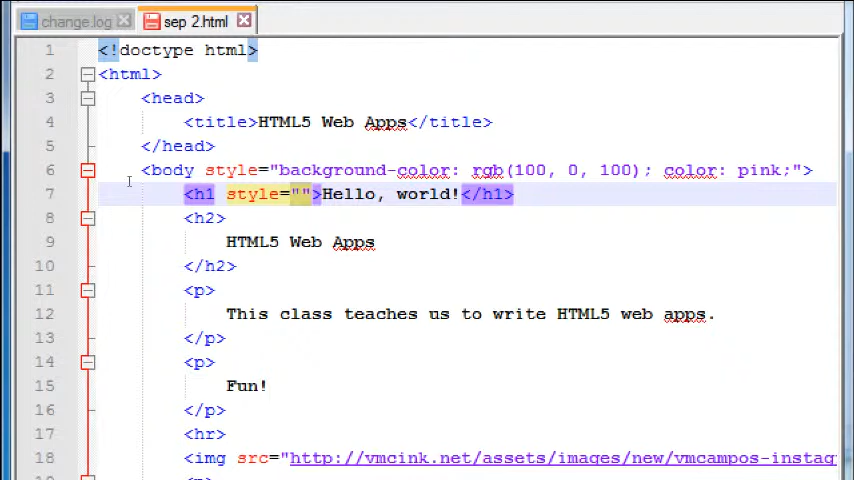 change.log sep 2.html
1 <!doctype html>
2 <html>
3 <head>
4 <title>HTML5 Web Apps</title>
5 </head>
6 <body style="background-color: rgb(100, 0, 100); color: pink;">
7 <h1 style="">Hello, world!</h1>
8 <h2>
9 HTML5 Web Apps
10 </h2>
11 <p>
12 This class teaches us to write HTML5 web apps.
13 </p>
14 <p>
15 Fun!
16 </p>
17 <hr>
18 <img src="http://vmcink.net/assets/images/new/vmcampos-instag